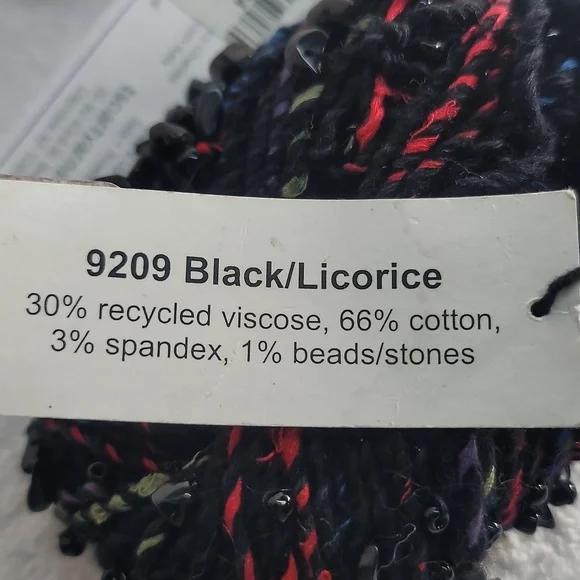 9209 Black/Licorice
30% recycled viscose, 66% cotton,
3% spandex, 1% beads/stones